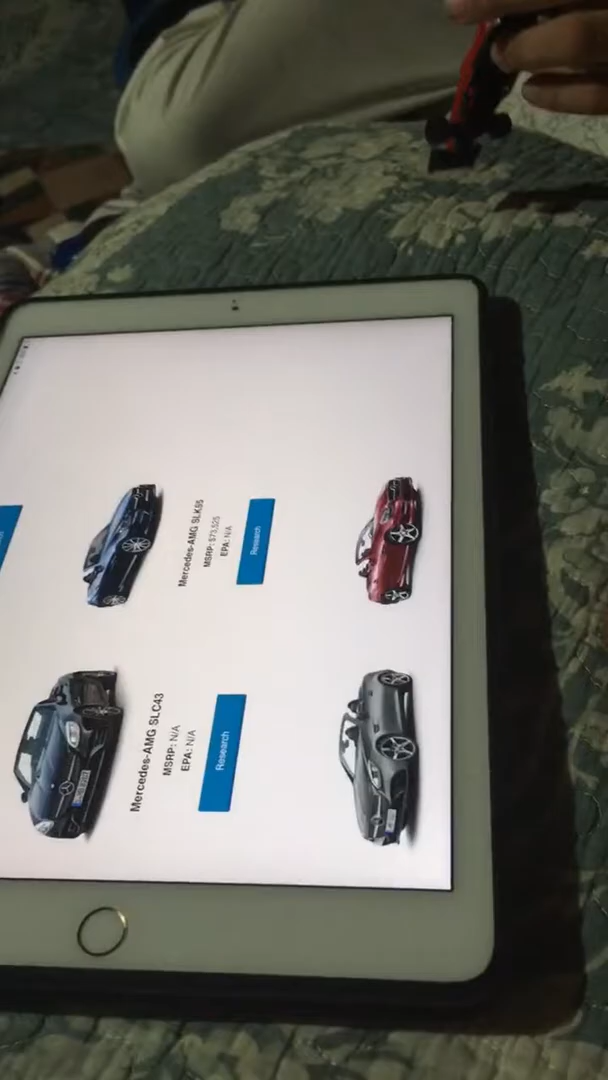 Mercedes-AMG SLC43
MSRP: N/A
EPA: N/A
Research
Mercedes-AMG SLK55
MSRP: $73,525
EPA: N/A
Research